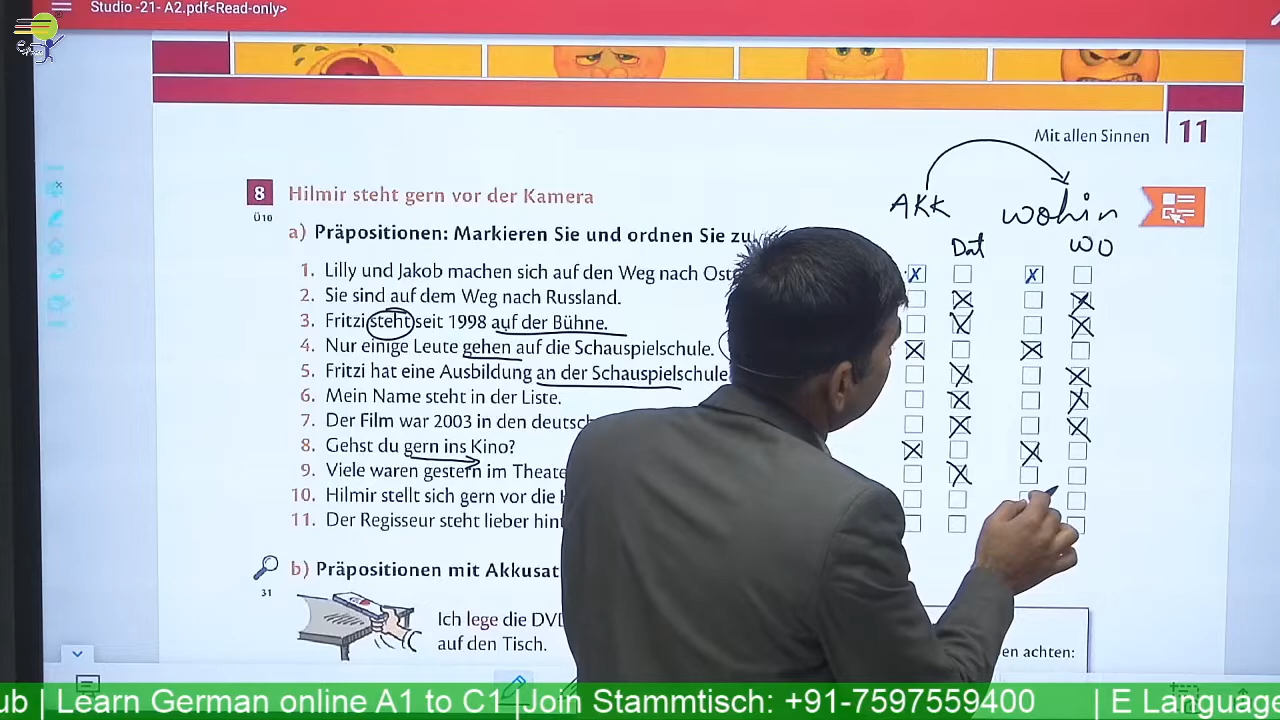 Studio -21- A2.pdf<Read-only>
Mit allen Sinnen 11
8 Hilmir steht gern vor der Kamera
Ü10
AKK wohin
a) Präpositionen: Markieren Sie und ordnen Sie zu
Dat wo
1. Lilly und Jakob machen sich auf den Weg nach
2. Sie sind auf dem Weg nach Russland.
3. Fritzi steht seit 1998 auf der Bühne.
4. Nur einige Leute gehen auf die Schauspielschule.
5. Fritzi hat eine Ausbildung an der Schauspielschule
6. Mein Name steht in der Liste.
7. Der Film war 2003 in den
8. Gehst du gern ins Kino?
9. Viele waren gestern im
10. Hilmir stellt sich gern vor die
11. Der Regisseur steht lieber
b) Präpositionen mit
31
Ich lege die
auf den Tisch.
en achten:
ub | Learn German online A1 to C1 |Join Stammtisch: +91-7597559400 | E Language